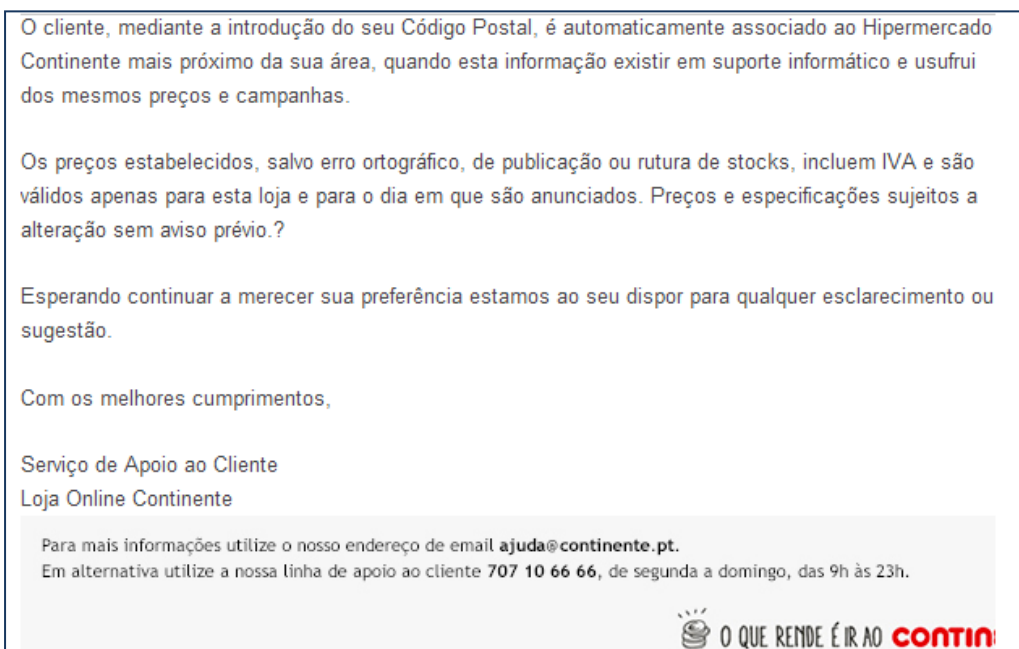 O cliente, mediante a introdução do seu Código Postal, é automaticamente associado ao Hipermercado
Continente mais próximo da sua área, quando esta informação existir em suporte informático e usufrui
dos mesmos preços e campanhas.
Os preços estabelecidos, salvo erro ortográfico, de publicação ou rutura de stocks, incluem IVA e são
válidos apenas para esta loja e para o dia em que são anunciados. Preços e especificações sujeitos a
alteração sem aviso prévio.?
Esperando continuar a merecer sua preferência estamos ao seu dispor para qualquer esclarecimento ou
sugestão.
Com os melhores cumprimentos,
Serviço de Apoio ao Cliente
Loja Online Continente
Para mais informações utilize o nosso endereço de email ajuda@continente.pt.
Em alternativa utilize a nossa linha de apoio ao cliente 707 10 66 66, de segunda a domingo, das 9h às 23h.
O QUE RENDE É IR AO CONTIN